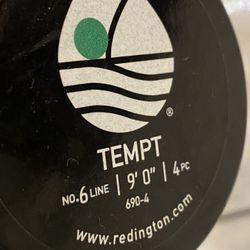 ®
TEMPT
NO. 6 LINE | 9' 0" | 4 PC
690-4
www.redington.com